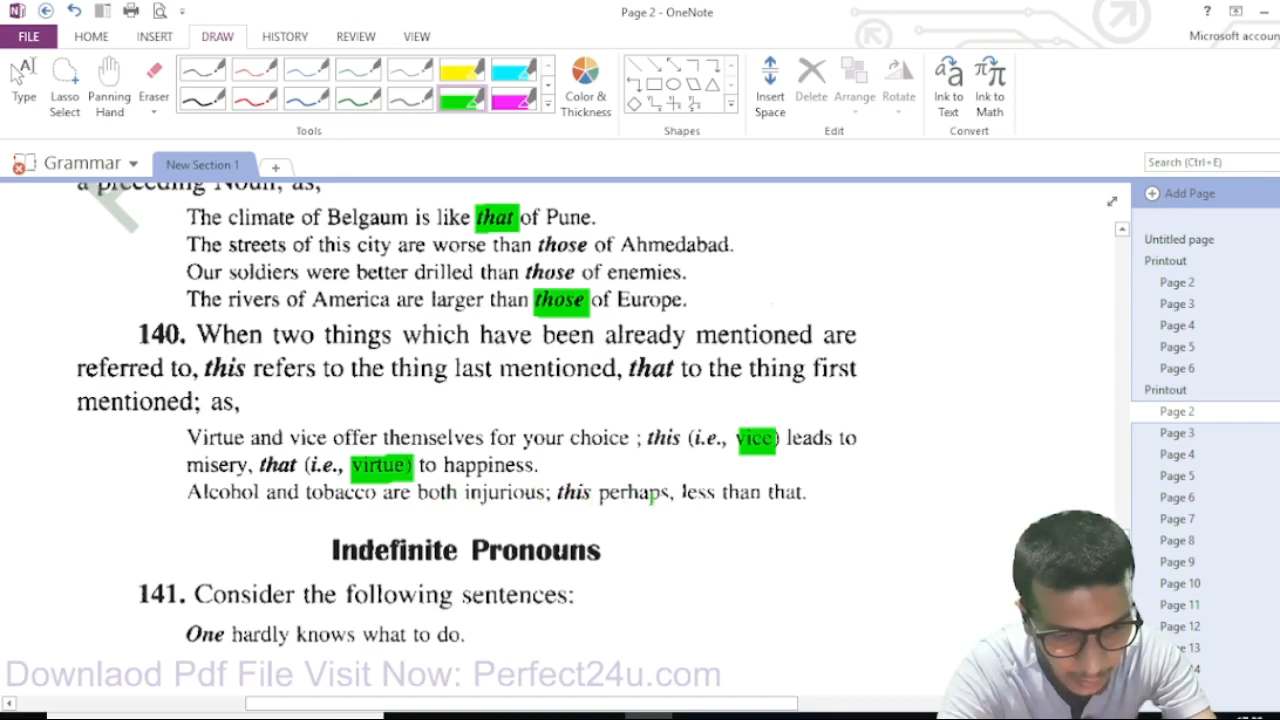 Page 2 - OneNote
?
FILE HOME INSERT DRAW HISTORY REVIEW VIEW
Microsoft accoun
Type
Lasso Select
Panning Hand
Eraser
Color & Thickness
Insert Space
Delete
Arrange
Rotate
Ink to Text
Ink to Math
Tools
Shapes
Edit
Convert
Grammar
New Section 1
Search (Ctrl+E)
a preceding Noun; as,
The climate of Belgaum is like that of Pune.
The streets of this city are worse than those of Ahmedabad.
Our soldiers were better drilled than those of enemies.
The rivers of America are larger than those of Europe.
140. When two things which have been already mentioned are
referred to, this refers to the thing last mentioned, that to the thing first
mentioned; as,
Virtue and vice offer themselves for your choice ; this (i.e., vice) leads to
misery, that (i.e., virtue) to happiness.
Alcohol and tobacco are both injurious; this perhaps, less than that.
Indefinite Pronouns
141. Consider the following sentences:
One hardly knows what to do.
Downlaod Pdf File Visit Now: Perfect24u.com
Add Page
Untitled page
Printout
Page 2
Page 3
Page 4
Page 5
Page 6
Printout
Page 2
Page 3
Page 4
Page 5
Page 6
Page 7
Page 8
Page 9
Page 10
Page 11
Page 12